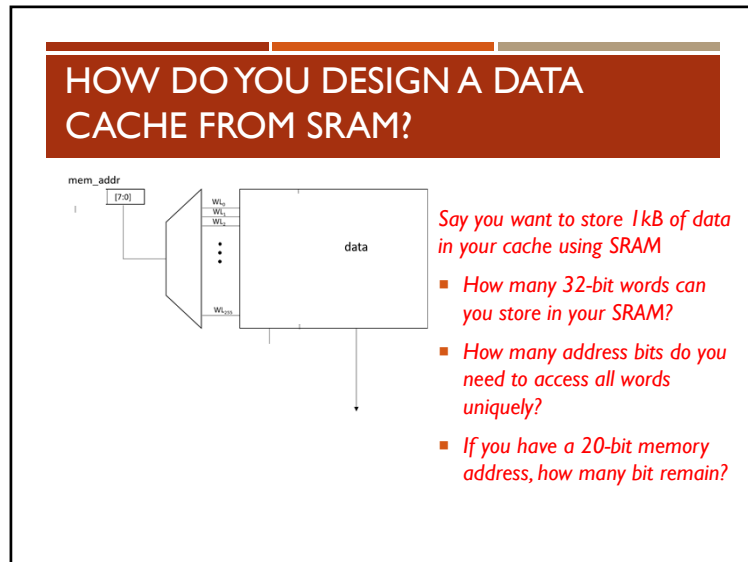 HOW DO YOU DESIGN A DATA
CACHE FROM SRAM?
mem_addr
[7:0]
WL0
WL1
WL2
data
WL255
Say you want to store 1kB of data
in your cache using SRAM
▪ How many 32-bit words can
you store in your SRAM?
▪ How many address bits do you
need to access all words
uniquely?
▪ If you have a 20-bit memory
address, how many bit remain?